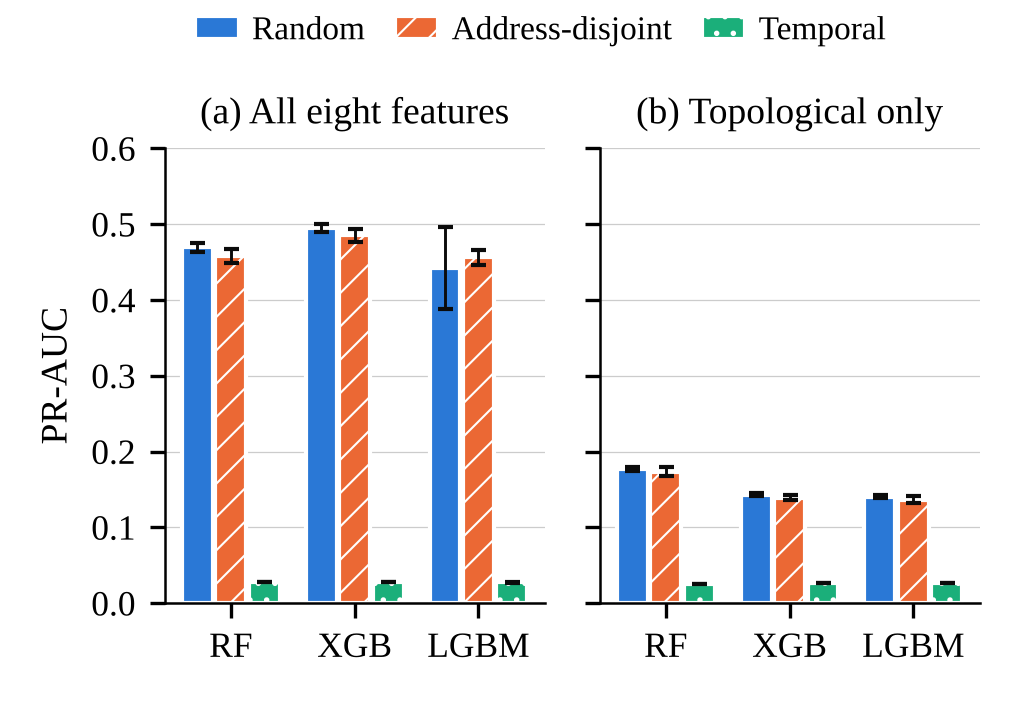 Random Address-disjoint Temporal
(a) All eight features
(b) Topological only
PR-AUC
0.6
0.5
0.4
0.3
0.2
0.1
0.0
RF XGB LGBM
RF XGB LGBM